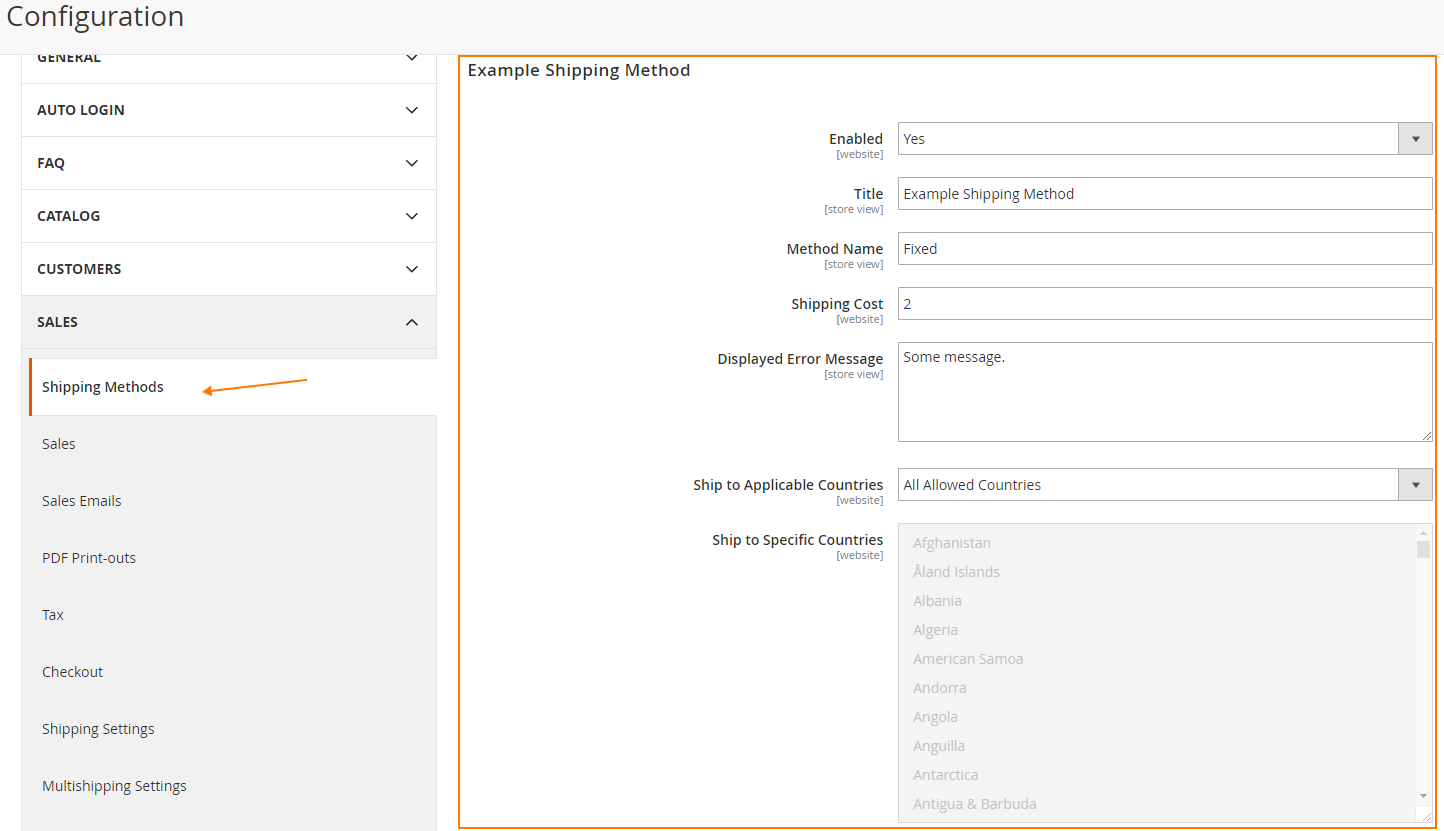 Configuration
GENERAL
AUTO LOGIN
FAQ
CATALOG
CUSTOMERS
SALES
Shipping Methods
Sales
Sales Emails
PDF Print-outs
Tax
Checkout
Shipping Settings
Multishipping Settings
Example Shipping Method
Enabled
[website]
Yes
Title
[store view]
Example Shipping Method
Method Name
[store view]
Fixed
Shipping Cost
[website]
2
Displayed Error Message
[store view]
Some message.
Ship to Applicable Countries
[website]
All Allowed Countries
Ship to Specific Countries
[website]
Afghanistan
Åland Islands
Albania
Algeria
American Samoa
Andorra
Angola
Anguilla
Antarctica
Antigua & Barbuda